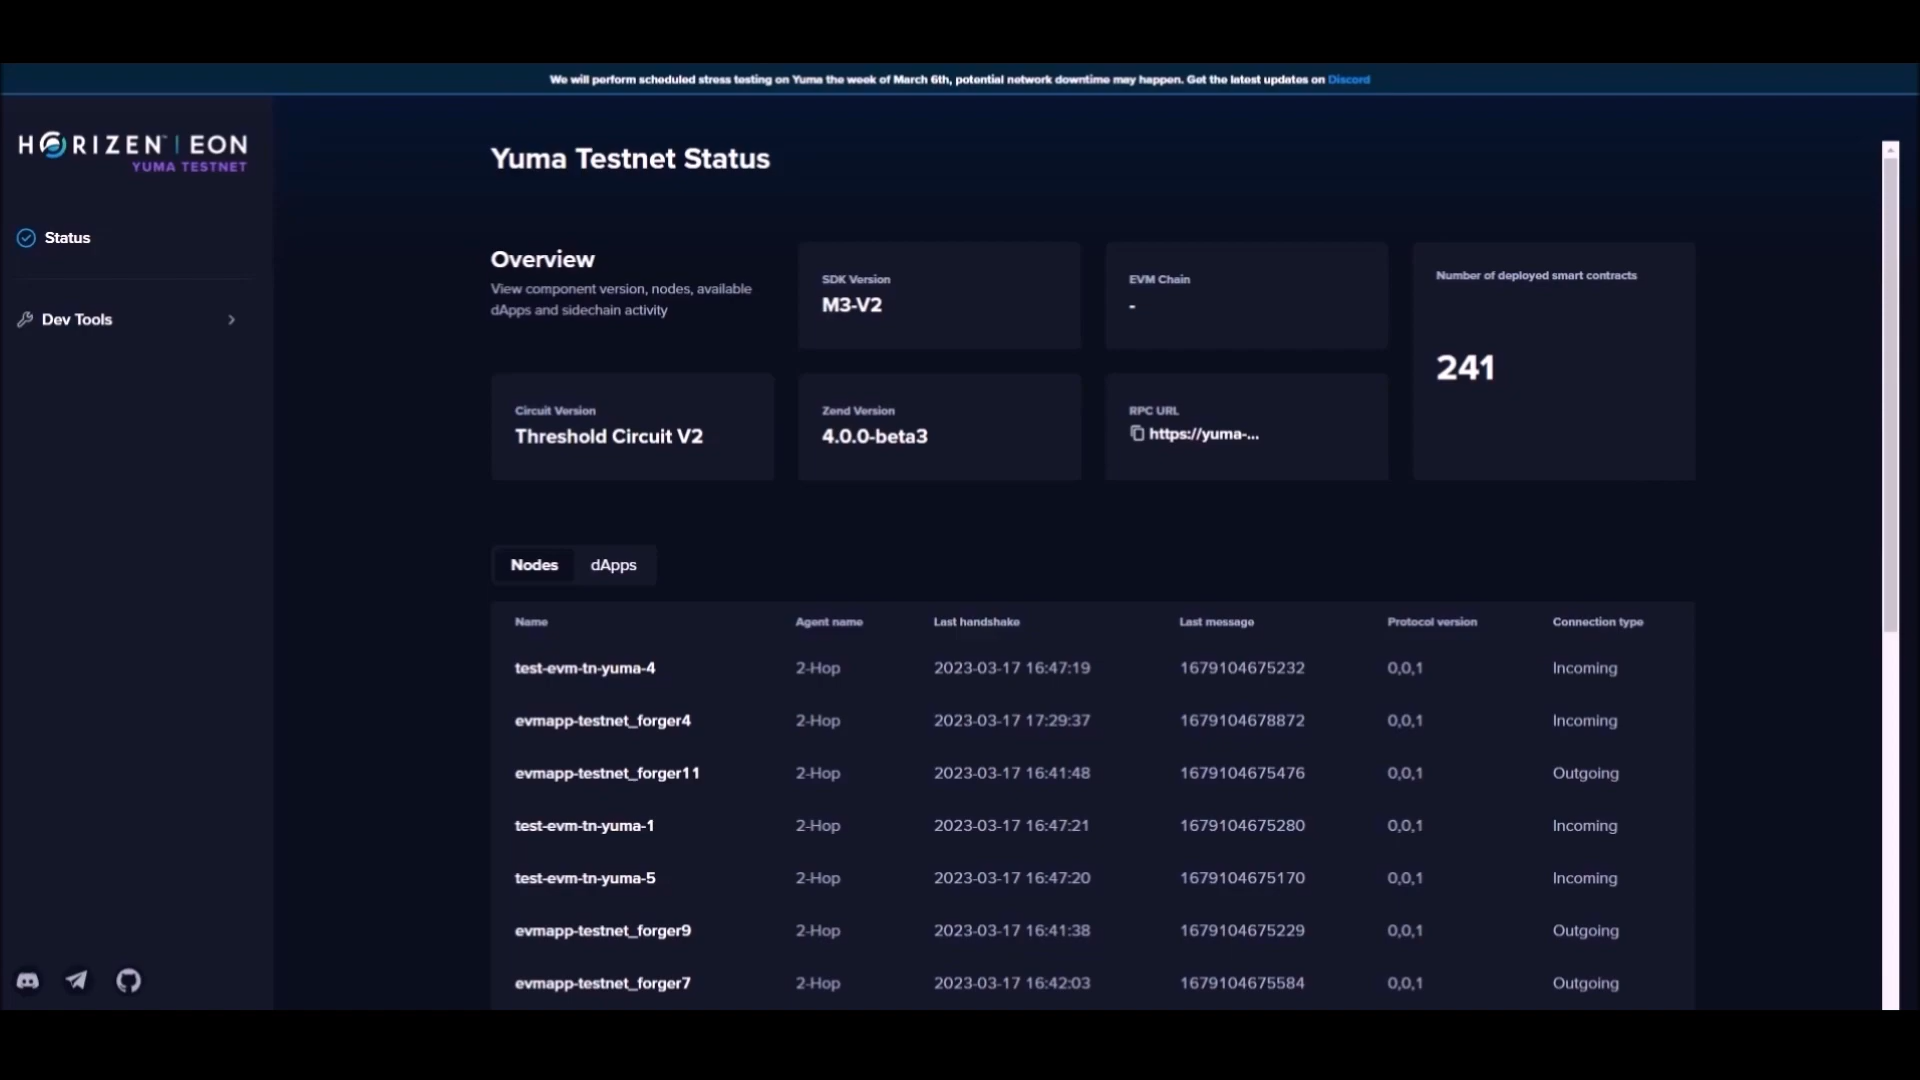 We will perform scheduled stress testing on Yuma the week of March 6th, potential network downtime may happen. Get the latest updates on Discord
HORIZEN™ | EON
YUMA TESTNET
Status
Dev Tools
Yuma Testnet Status
Overview
View component version, nodes, available
dApps and sidechain activity
SDK Version
M3-V2
EVM Chain
-
Number of deployed smart contracts
241
Circuit Version
Threshold Circuit V2
Zend Version
4.0.0-beta3
RPC URL
https://yuma-...
Nodes dApps
Name Agent name Last handshake Last message Protocol version Connection type
test-evm-tn-yuma-4 2-Hop 2023-03-17 16:47:19 1679104675232 0,0,1 Incoming
evmapp-testnet_forger4 2-Hop 2023-03-17 17:29:37 1679104678872 0,0,1 Incoming
evmapp-testnet_forger11 2-Hop 2023-03-17 16:41:48 1679104675476 0,0,1 Outgoing
test-evm-tn-yuma-1 2-Hop 2023-03-17 16:47:21 1679104675280 0,0,1 Incoming
test-evm-tn-yuma-5 2-Hop 2023-03-17 16:47:20 1679104675170 0,0,1 Incoming
evmapp-testnet_forger9 2-Hop 2023-03-17 16:41:38 1679104675229 0,0,1 Outgoing
evmapp-testnet_forger7 2-Hop 2023-03-17 16:42:03 1679104675584 0,0,1 Outgoing